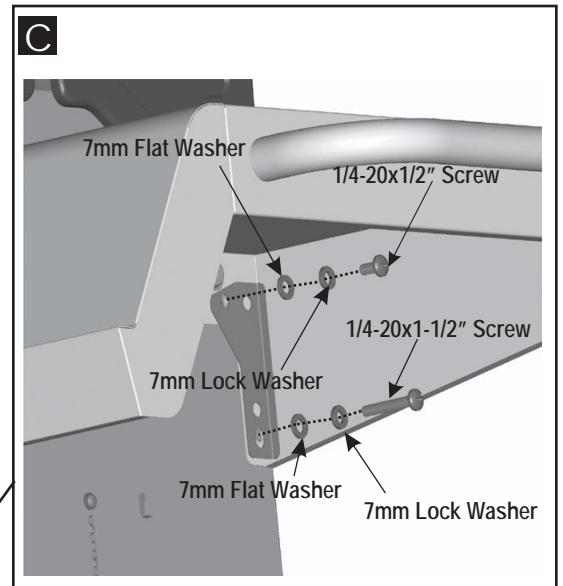 C
7mm Flat Washer
1/4-20x1/2” Screw
1/4-20x1-1/2” Screw
7mm Lock Washer
7mm Flat Washer
7mm Lock Washer